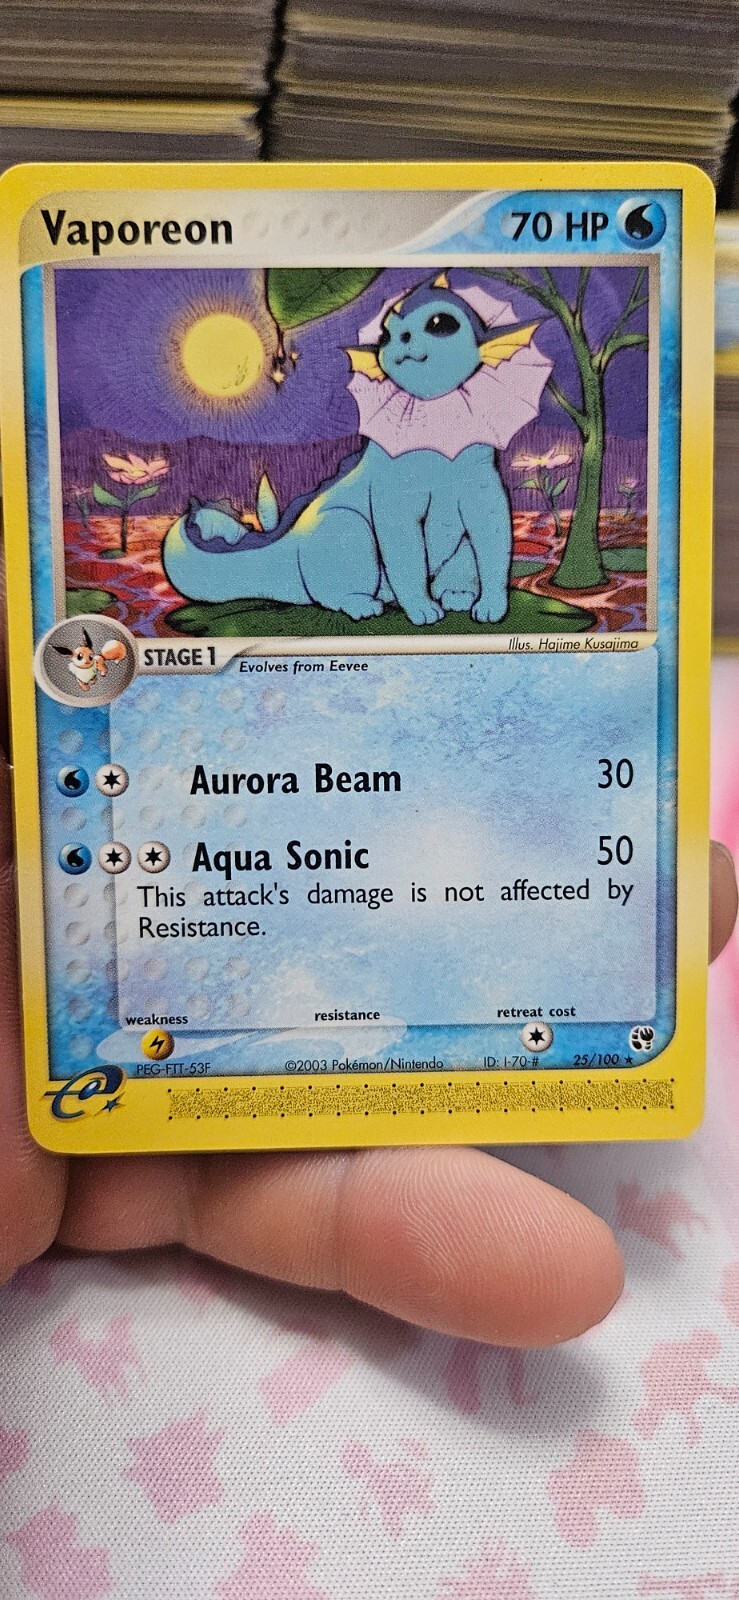 Vaporeon 70 HP
Illus. Hajime Kusajima
STAGE 1
Evolves from Eevee
Aurora Beam 30
Aqua Sonic 50
This attack's damage is not affected by
Resistance.
weakness resistance retreat cost
PEG-FTT-53F ©2003 Pokémon/Nintendo ID: I-70-# 25/100 ★
e